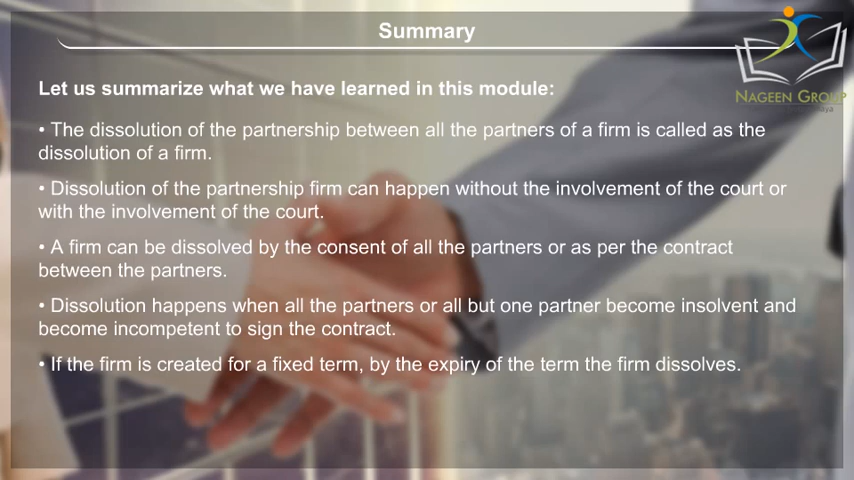 Summary
NAGEEN GROUP
Let us summarize what we have learned in this module:
• The dissolution of the partnership between all the partners of a firm is called as the
dissolution of a firm.
• Dissolution of the partnership firm can happen without the involvement of the court or
with the involvement of the court.
• A firm can be dissolved by the consent of all the partners or as per the contract
between the partners.
• Dissolution happens when all the partners or all but one partner become insolvent and
become incompetent to sign the contract.
• If the firm is created for a fixed term, by the expiry of the term the firm dissolves.